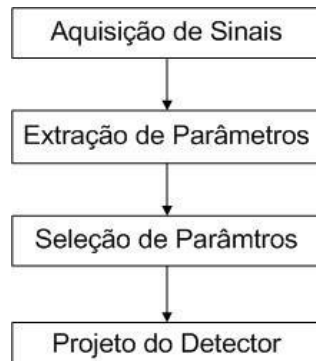 Aquisição de Sinais
Extração de Parâmetros
Seleção de Parâmtros
Projeto do Detector